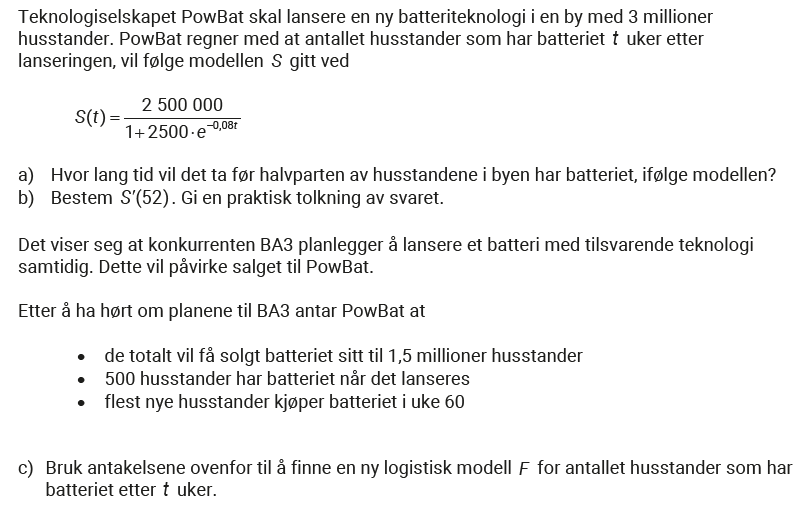 Teknologiselskapet PowBat skal lansere en ny batteriteknologi i en by med 3 millioner
husstander. PowBat regner med at antallet husstander som har batteriet t uker etter
lanseringen, vil følge modellen S gitt ved
S(t) = \frac{2 500 000}{1+2500·e^{-0,08t}}
a) Hvor lang tid vil det ta før halvparten av husstandene i byen har batteriet, ifølge modellen?
b) Bestem S'(52). Gi en praktisk tolkning av svaret.
Det viser seg at konkurrenten BA3 planlegger å lansere et batteri med tilsvarende teknologi
samtidig. Dette vil påvirke salget til PowBat.
Etter å ha hørt om planene til BA3 antar PowBat at
• de totalt vil få solgt batteriet sitt til 1,5 millioner husstander
• 500 husstander har batteriet når det lanseres
• flest nye husstander kjøper batteriet i uke 60
c) Bruk antakelsene ovenfor til å finne en ny logistisk modell F for antallet husstander som har
batteriet etter t uker.